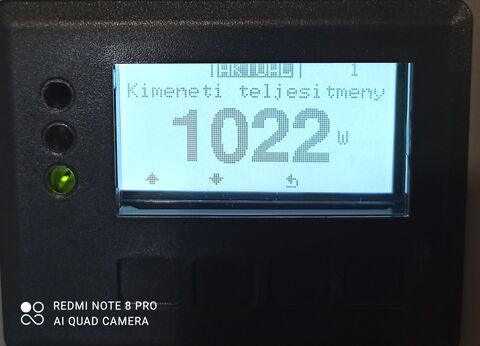 AKTUAL 1
Kimeneti teljesitmeny
1022 W
REDMI NOTE 8 PRO
AI QUAD CAMERA